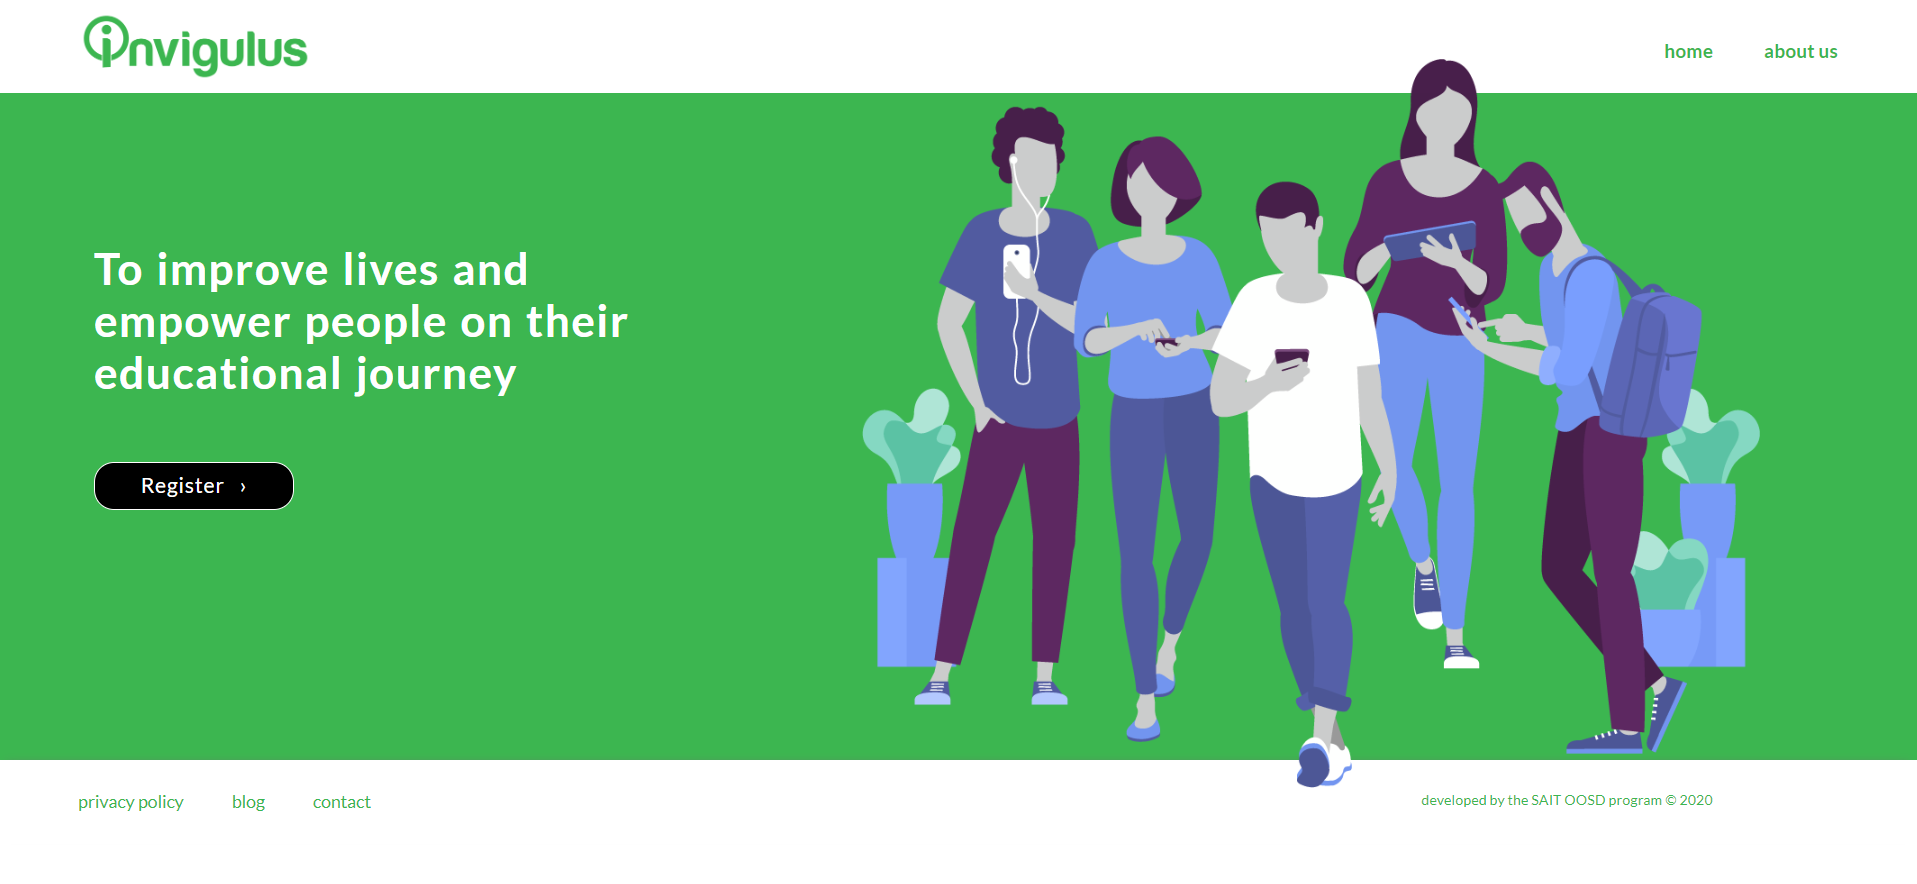 invigulus
home about us
To improve lives and
empower people on their
educational journey
Register ›
privacy policy blog contact
developed by the SAIT OOSD program © 2020